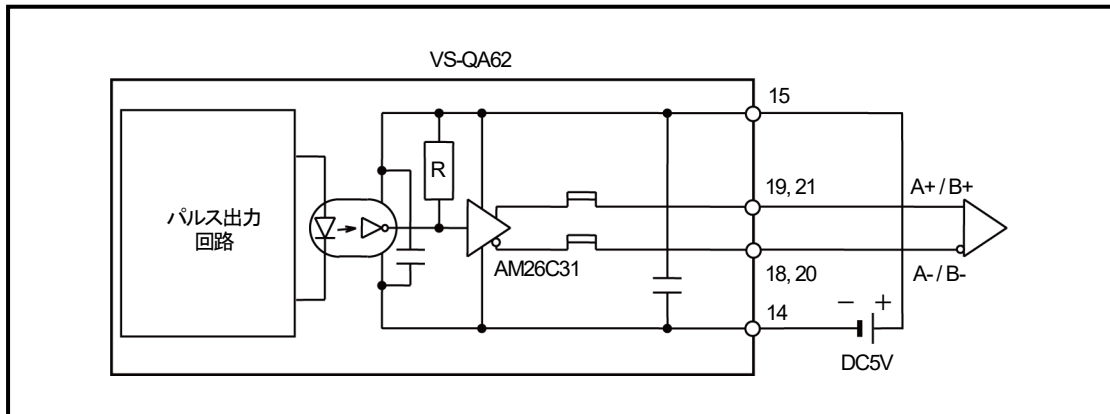 VS-QA62
15
R
19, 21
A+ / B+
パルス出力
回路
AM26C31
18, 20
A- / B-
14
− +
DC5V